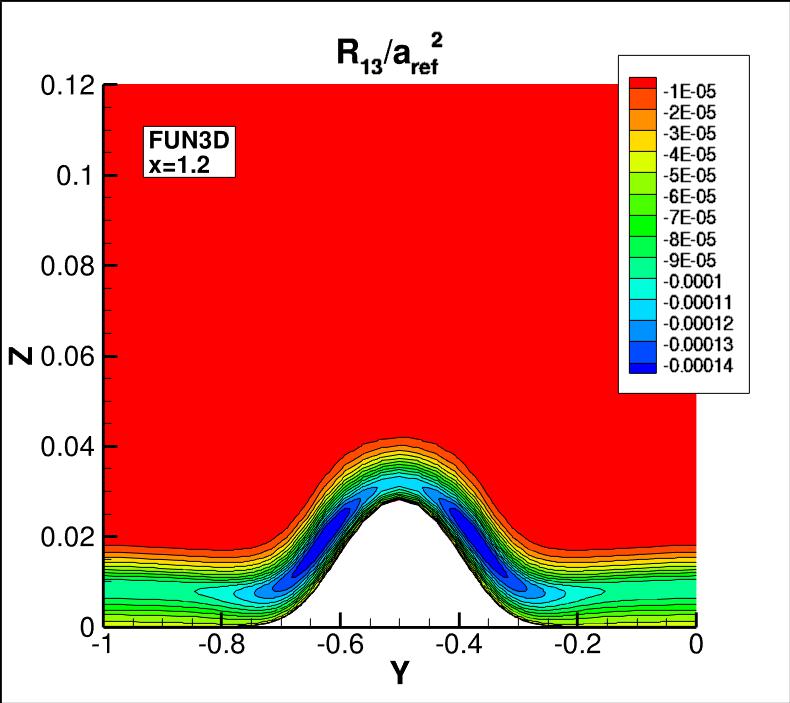 R13/aref2
FUN3D
x=1.2
-1E-05
-2E-05
-3E-05
-4E-05
-5E-05
-6E-05
-7E-05
-8E-05
-9E-05
-0.0001
-0.00011
-0.00012
-0.00013
-0.00014
0.12
0.1
0.08
0.06
0.04
0.02
0
Z
-1 -0.8 -0.6 -0.4 -0.2 0
Y